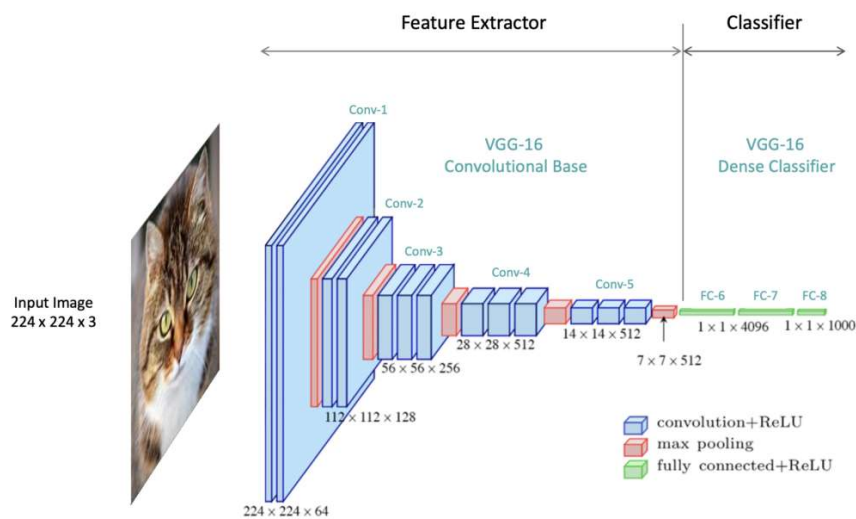 Feature Extractor
Classifier
Conv-1
VGG-16
Convolutional Base
VGG-16
Dense Classifier
Conv-2
Conv-3
Conv-4
Conv-5
FC-6
FC-7
FC-8
Input Image
224 x 224 x 3
1 × 1 × 4096
1 × 1 × 1000
14 × 14 × 512
28 × 28 × 512
7 × 7 × 512
56 × 56 × 256
112 × 112 × 128
convolution+ReLU
max pooling
fully connected+ReLU
224 × 224 × 64